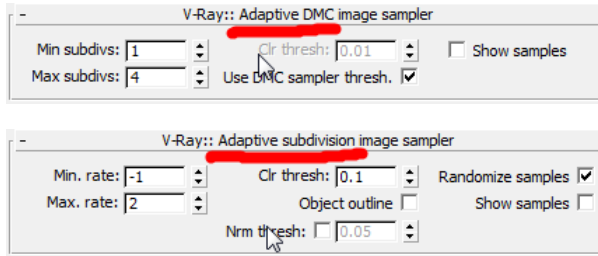 - V-Ray:: Adaptive DMC image sampler
Min subdivs: 1 Clr thresh: 0.01 Show samples
Max subdivs: 4 Use DMC sampler thresh.
- V-Ray:: Adaptive subdivision image sampler
Min. rate: -1 Clr thresh: 0.1 Randomize samples
Max. rate: 2 Object outline Show samples
Nrm thresh: 0.05